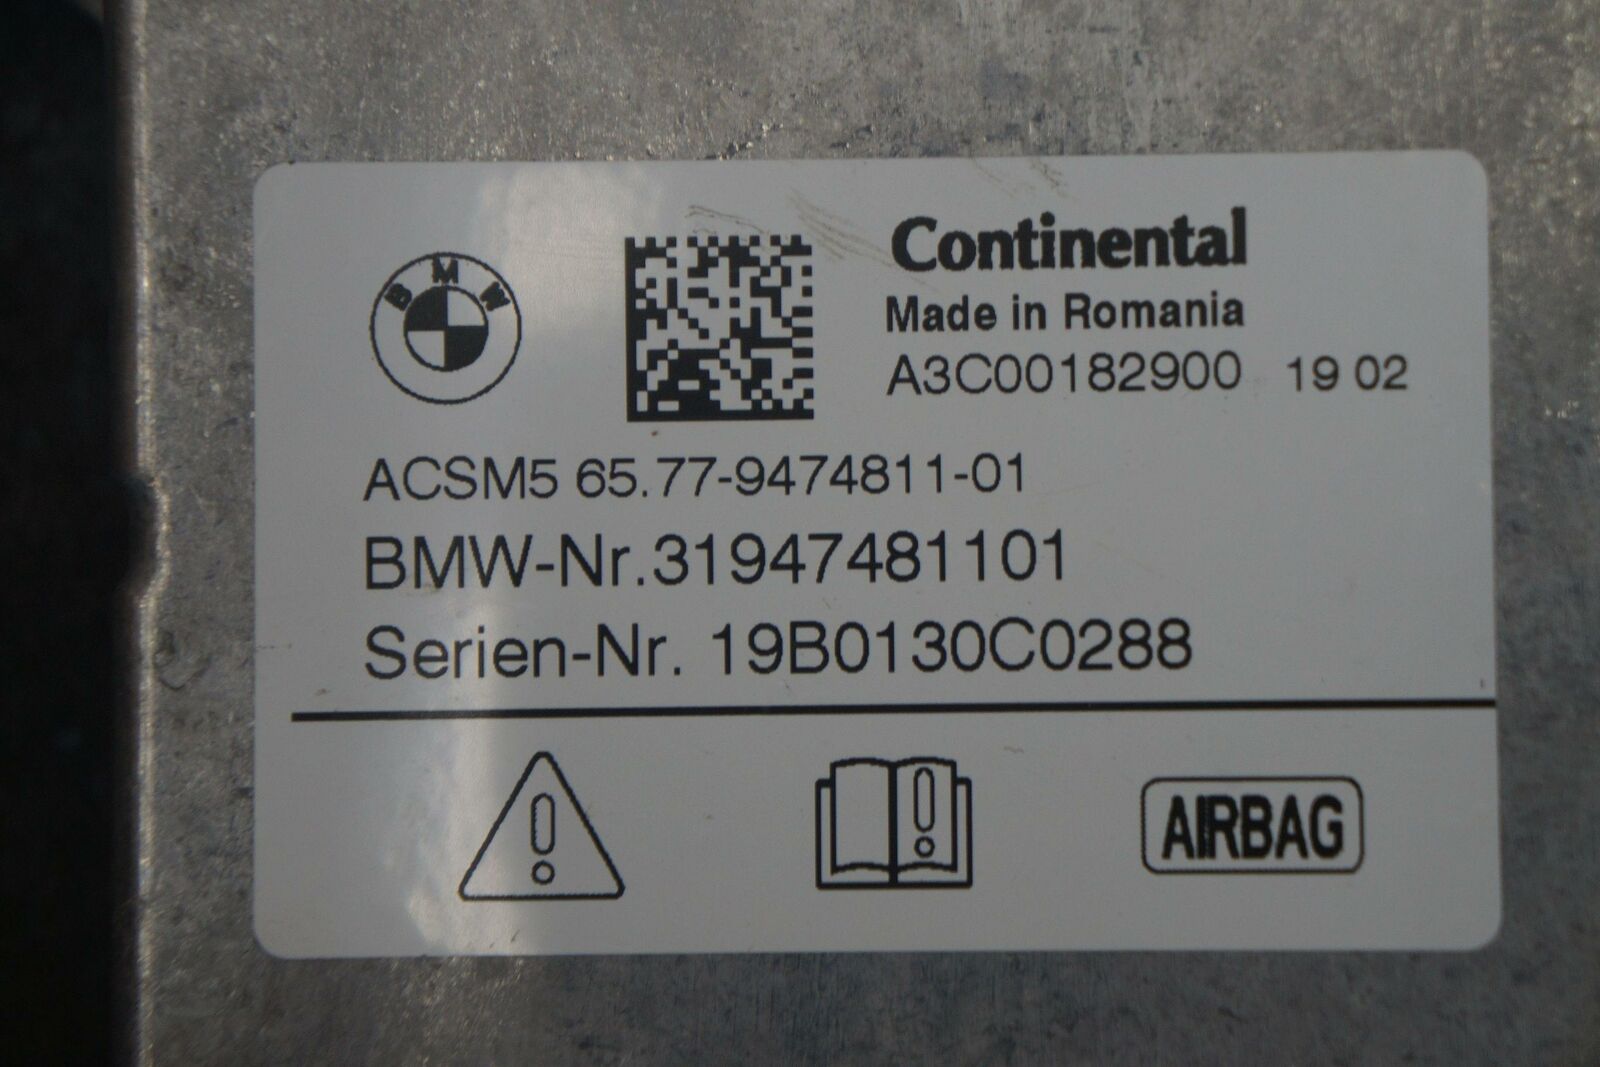 BMW
Continental
Made in Romania
A3C00182900 19 02
ACSM5 65.77-9474811-01
BMW-Nr.31947481101
Serien-Nr. 19B0130C0288
AIRBAG